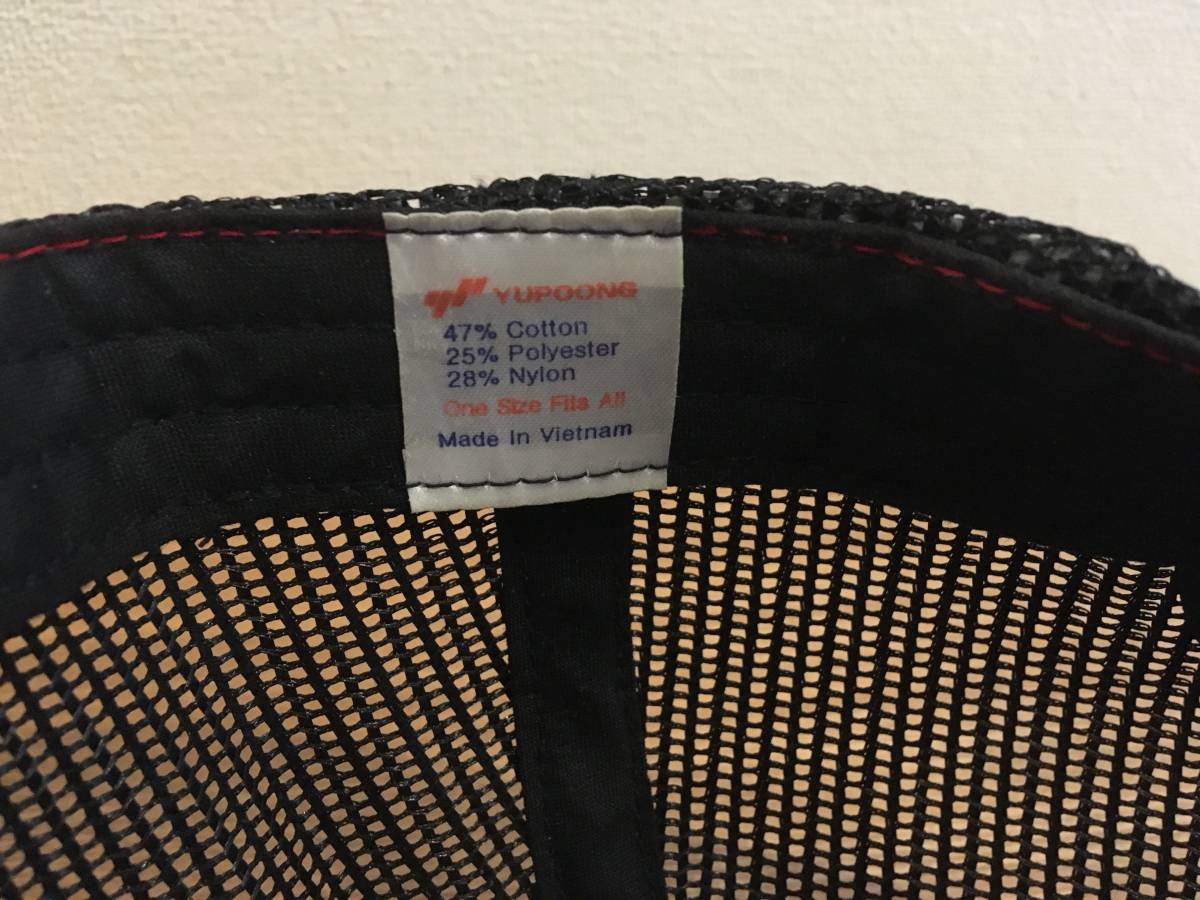 YUPOONG
47% Cotton
25% Polyester
28% Nylon
One Size Fits All
Made In Vietnam